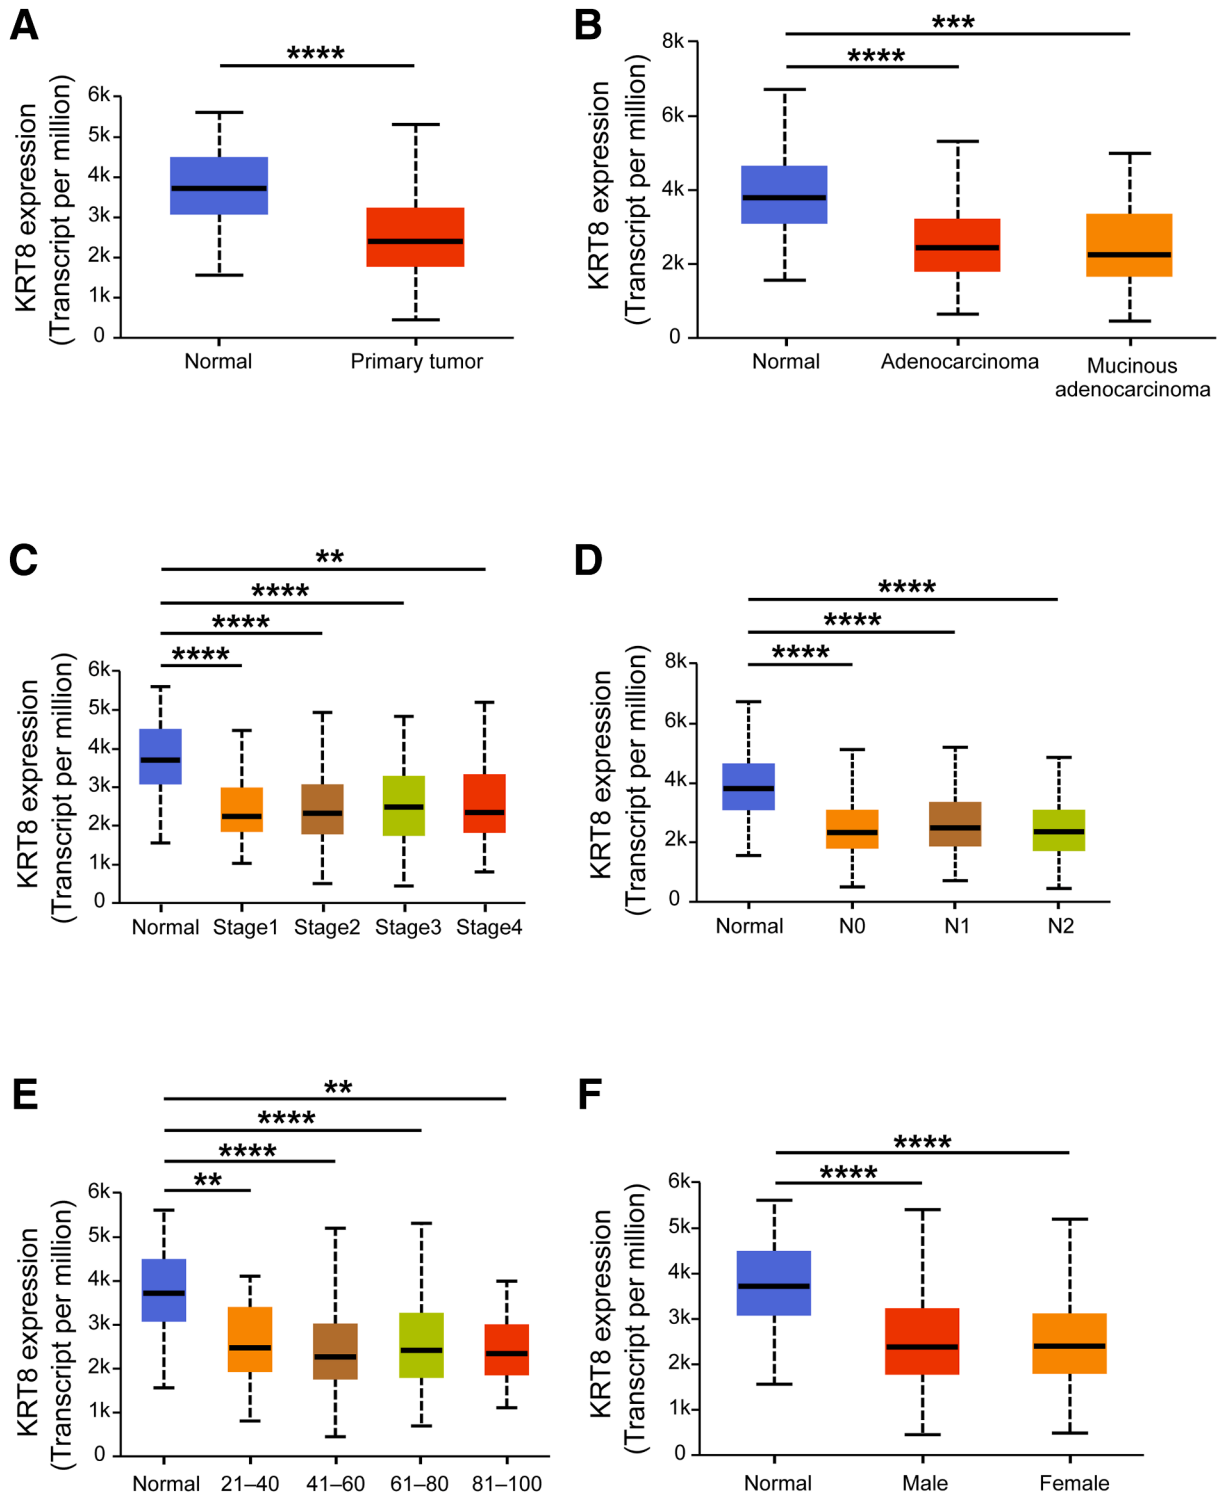 A
****
KRT8 expression
(Transcript per million)
6k
5k
4k
3k
2k
1k
0
Normal
Primary tumor
B
***
****
KRT8 expression
(Transcript per million)
8k
6k
4k
2k
0
Normal
Adenocarcinoma
Mucinous
adenocarcinoma
C
**
****
****
****
KRT8 expression
(Transcript per million)
6k
5k
4k
3k
2k
1k
0
Normal
Stage1
Stage2
Stage3
Stage4
D
****
****
****
KRT8 expression
(Transcript per million)
8k
6k
4k
2k
0
Normal
N0
N1
N2
E
**
****
****
**
KRT8 expression
(Transcript per million)
6k
5k
4k
3k
2k
1k
0
Normal
21–40
41–60
61–80
81–100
F
****
****
KRT8 expression
(Transcript per million)
6k
5k
4k
3k
2k
1k
0
Normal
Male
Female